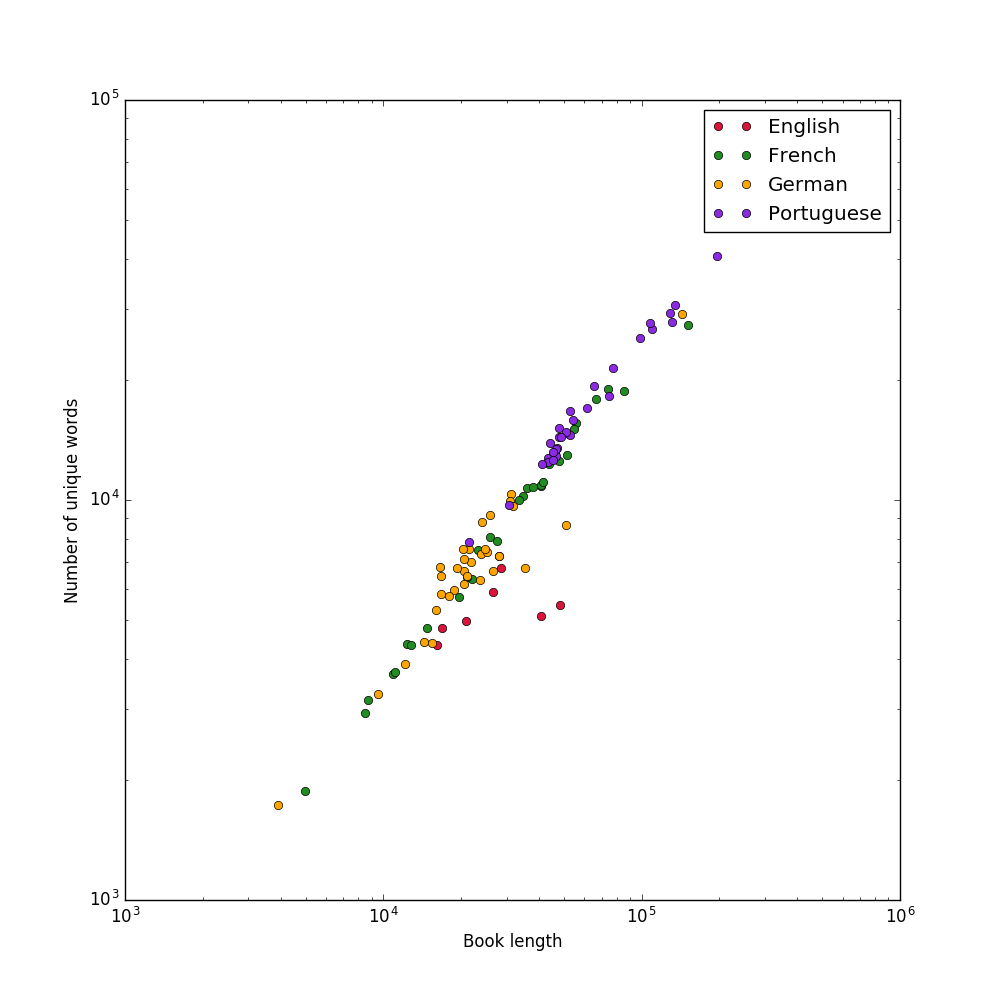 10^5
English
French
German
Portuguese
10^4
Number of unique words
10^3
10^3 10^4 10^5 10^6
Book length